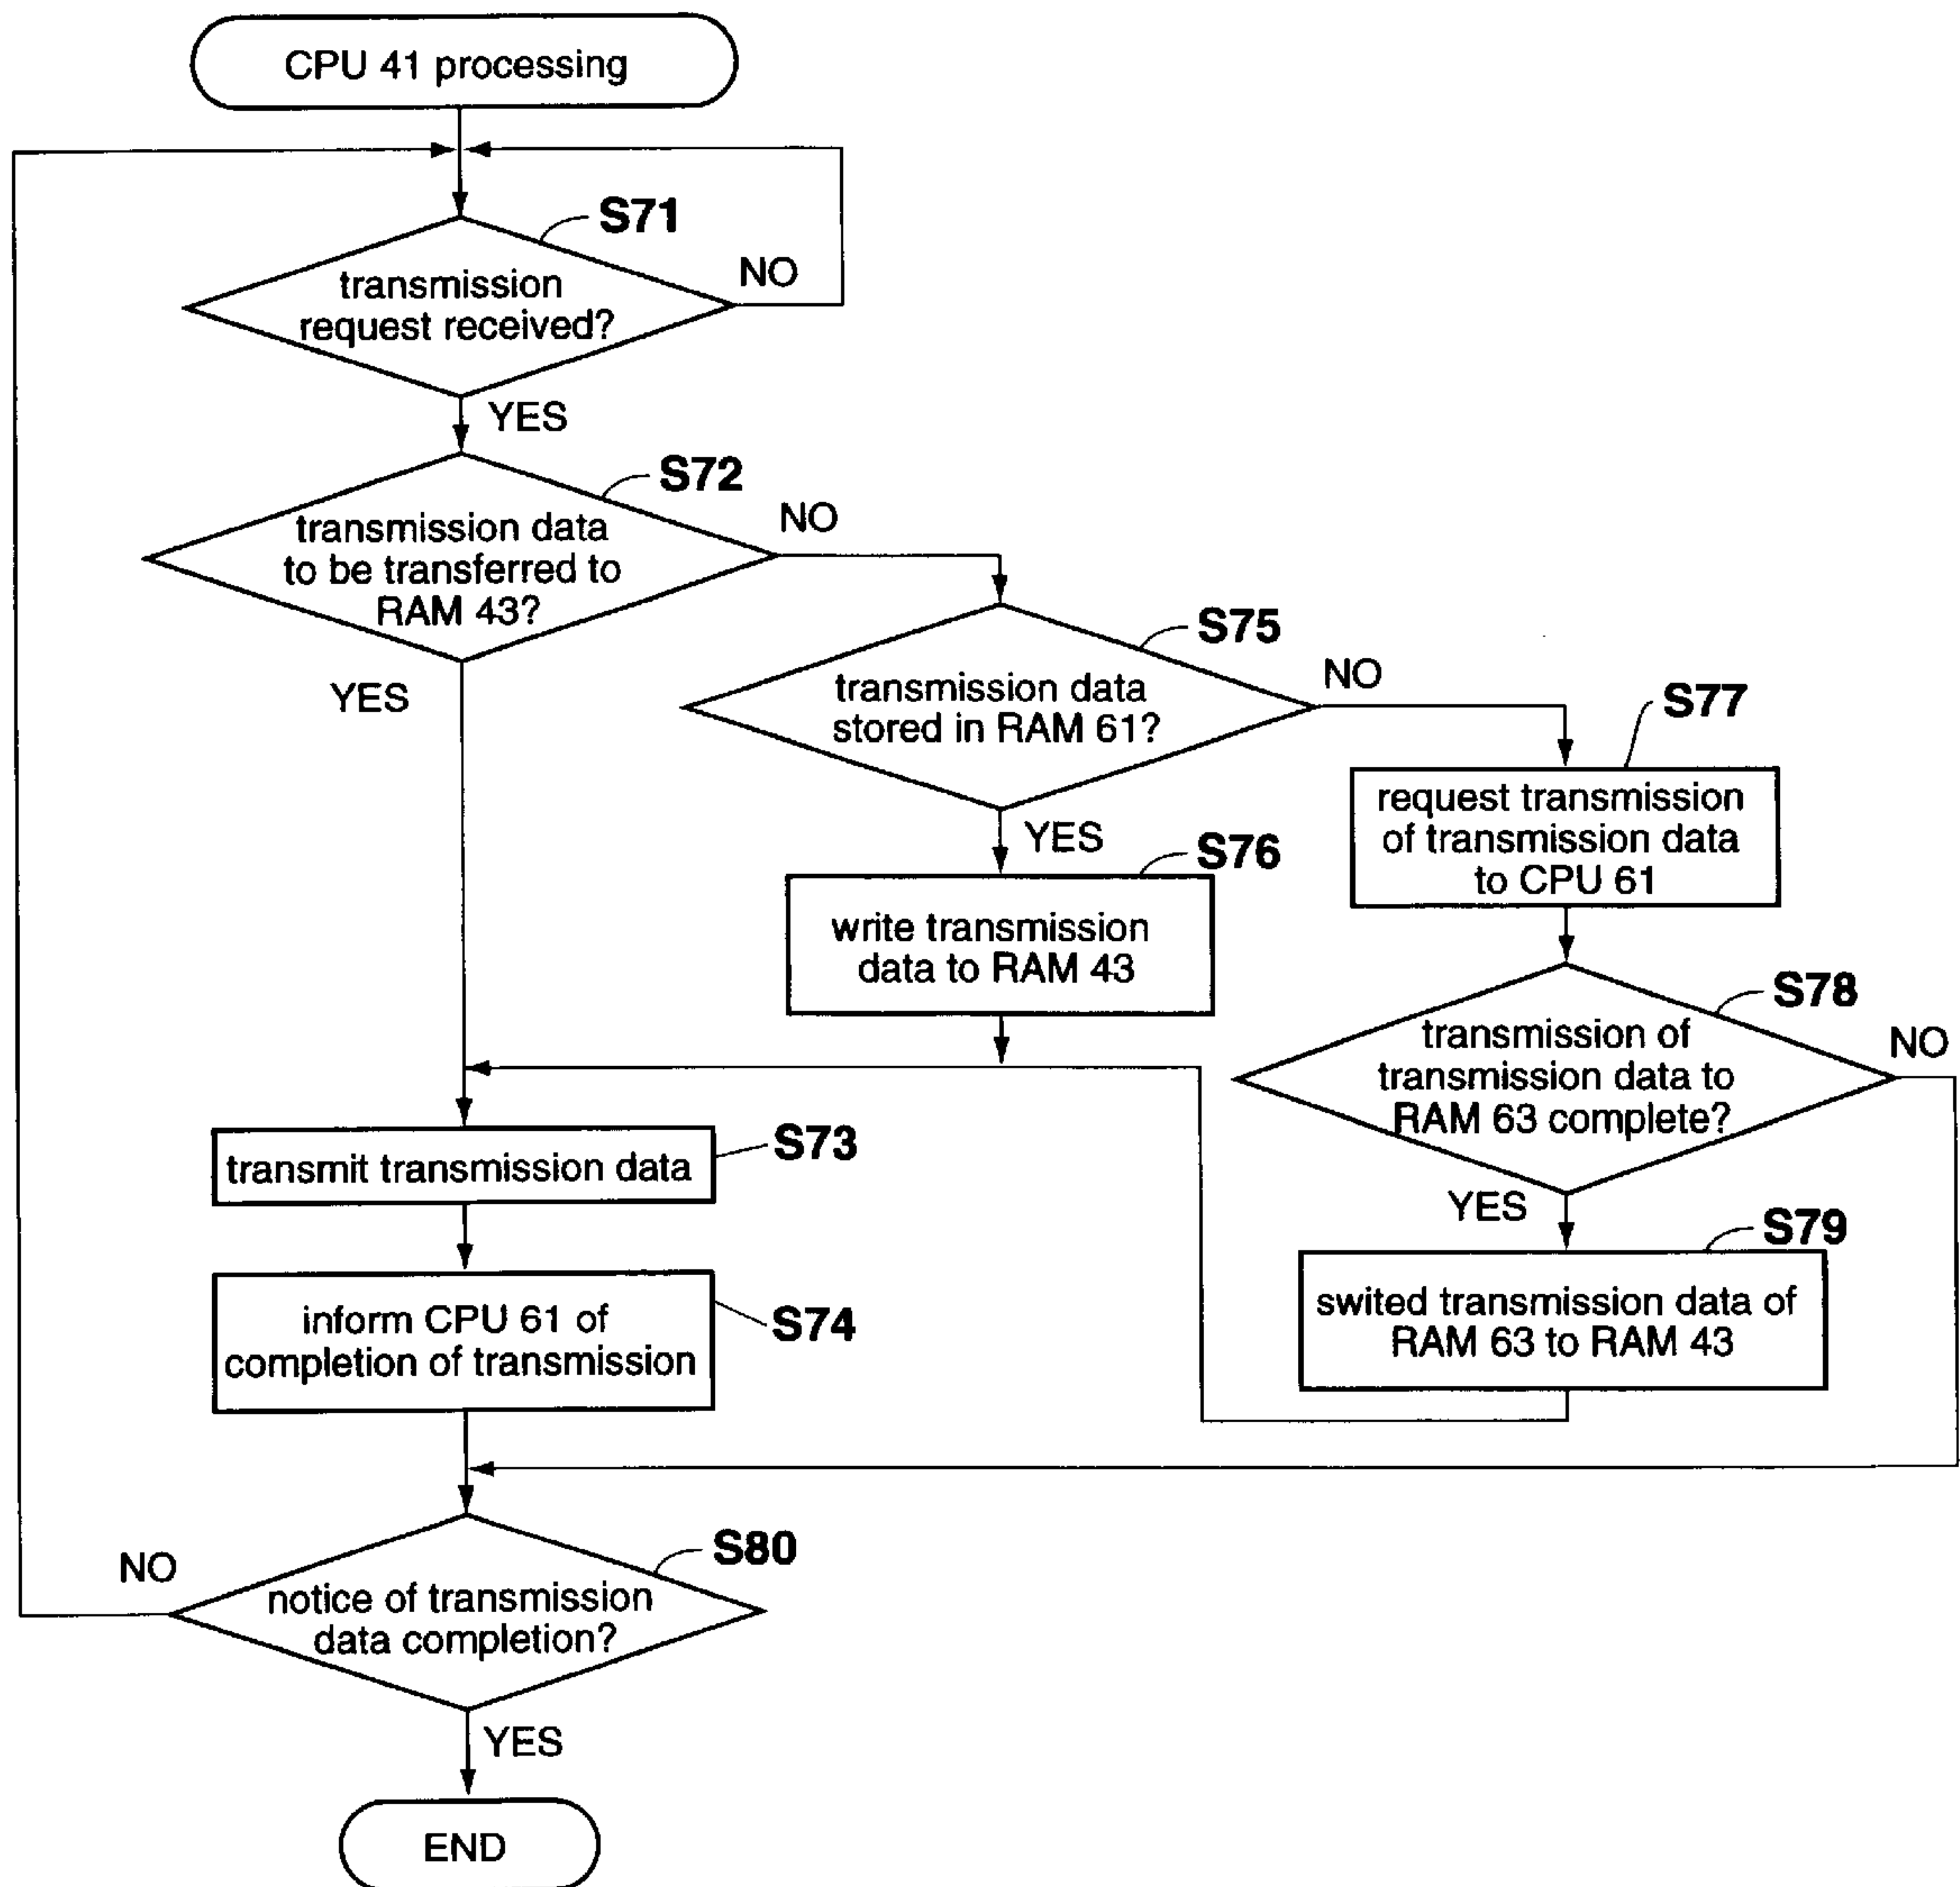 CPU 41 processing
S71
transmission
request received?
NO
YES
S72
transmission data
to be transferred to
RAM 43?
NO
YES
S75
transmission data
stored in RAM 61?
NO
YES
S77
request transmission
of transmission data
to CPU 61
S76
write transmission
data to RAM 43
S78
transmission of
transmission data to
RAM 63 complete?
NO
YES
S73
transmit transmission data
S79
swited transmission data of
RAM 63 to RAM 43
S74
inform CPU 61 of
completion of transmission
S80
notice of transmission
data completion?
NO
YES
END